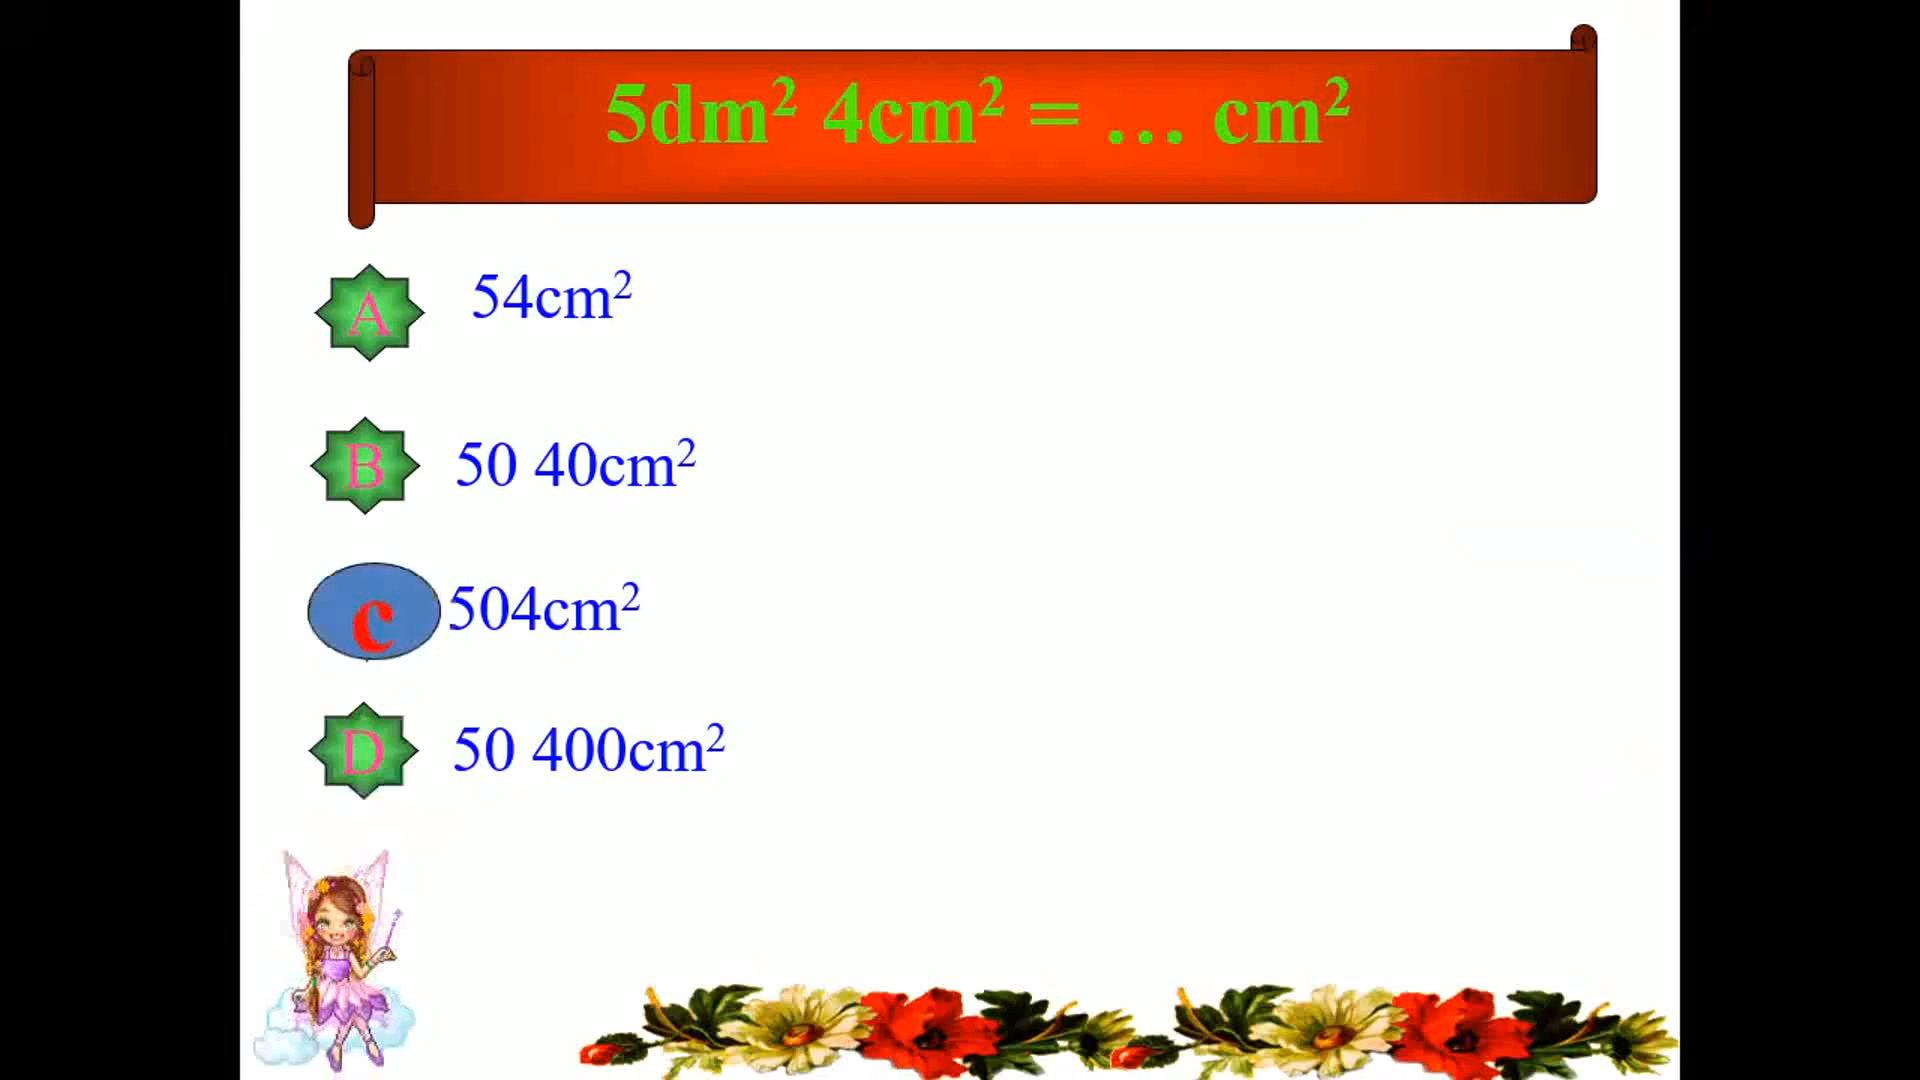 5dm² 4cm² = … cm²
A 54cm²
B 50 40cm²
c 504cm²
D 50 400cm²